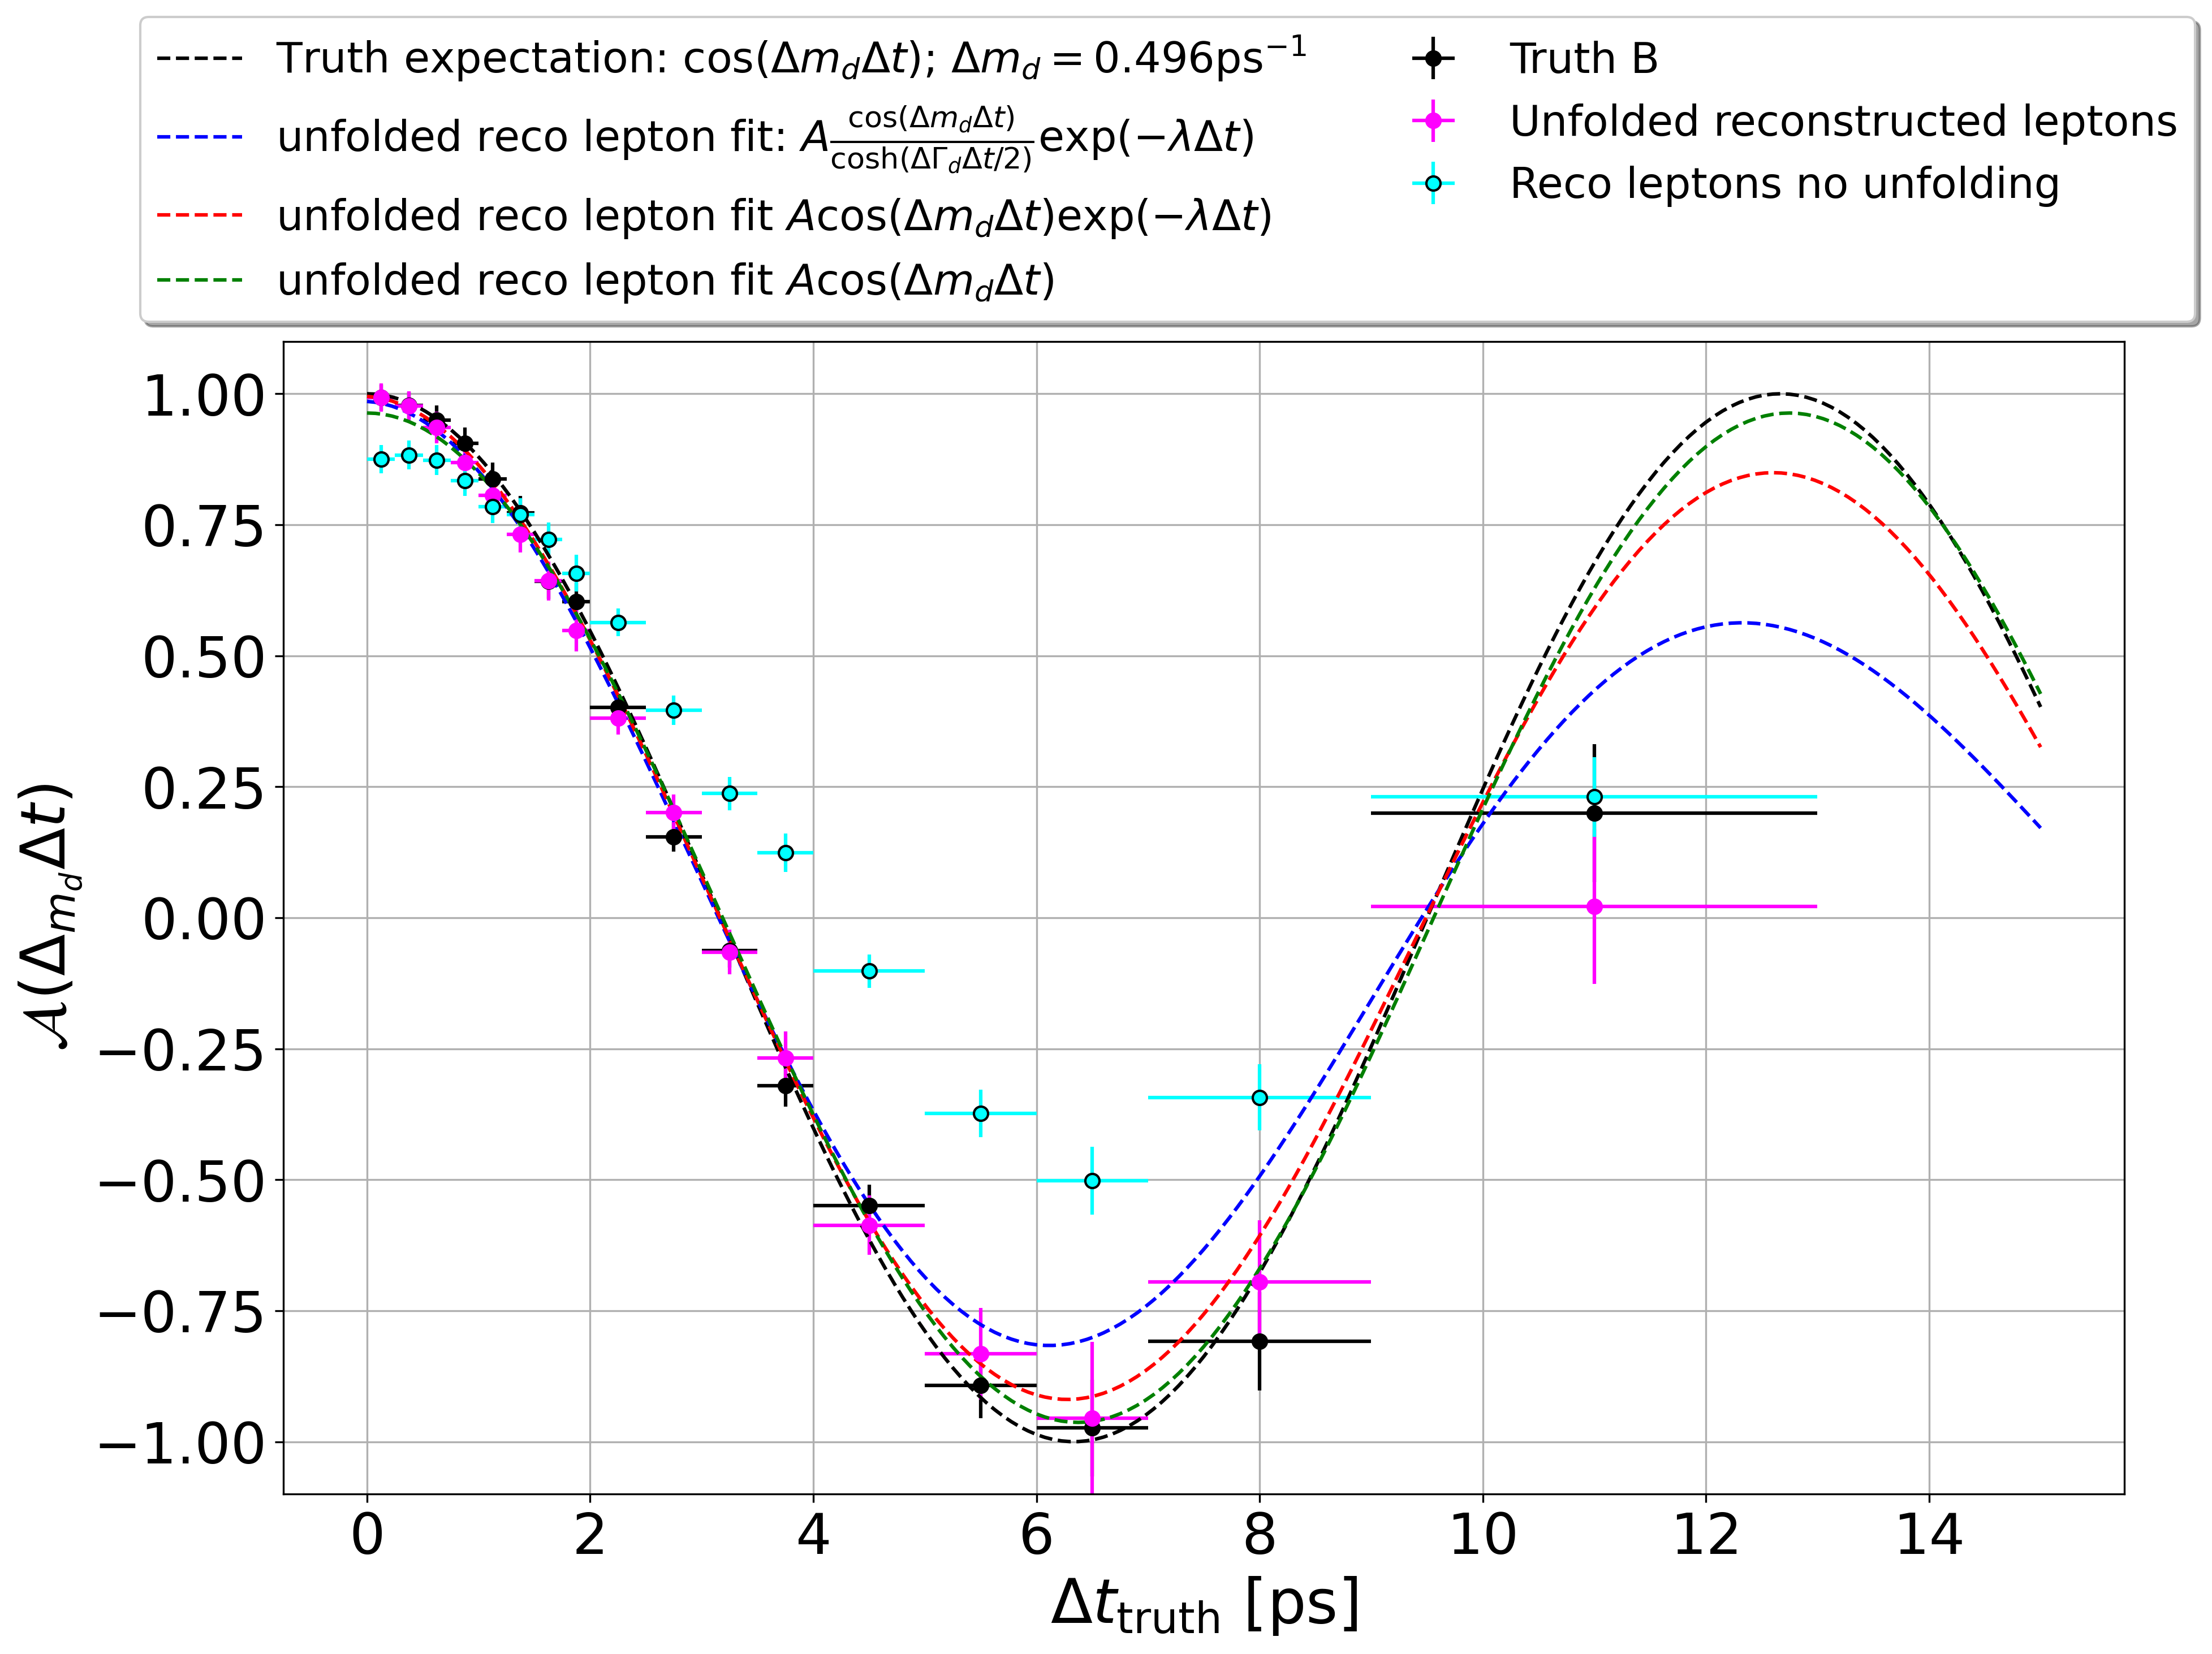 Truth expectation: cos(Δm_dΔt); Δm_d = 0.496ps⁻¹
unfolded reco lepton fit: A cos(Δm_dΔt)/cosh(ΔΓ_dΔt/2) exp(−λΔt)
unfolded reco lepton fit Acos(Δm_dΔt)exp(−λΔt)
unfolded reco lepton fit Acos(Δm_dΔt)
Truth B
Unfolded reconstructed leptons
Reco leptons no unfolding
𝒜(Δ_{m_d}Δt)
1.00
0.75
0.50
0.25
0.00
−0.25
−0.50
−0.75
−1.00
0 2 4 6 8 10 12 14
Δt_truth [ps]